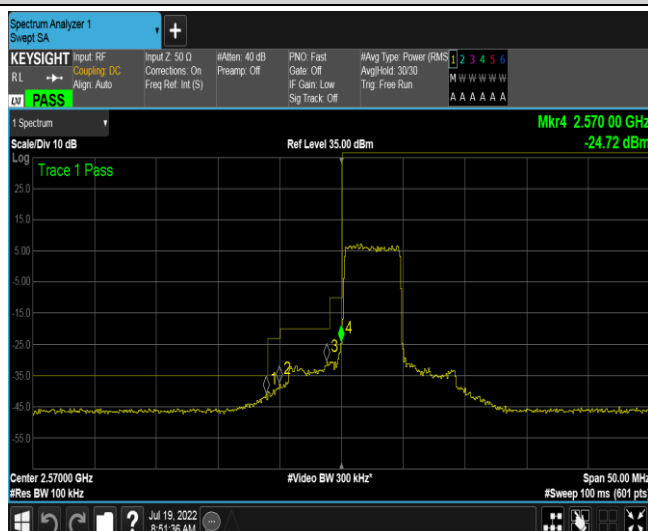 Spectrum Analyzer 1
Swept SA
+
KEYSIGHT
RL
LXI PASS
Input: RF
Coupling: DC
Align: Auto
Input Z: 50 Ω
Corrections: On
Freq Ref: Int (S)
#Atten: 40 dB
Preamp: Off
PNO: Fast
Gate: Off
IF Gain: Low
Sig Track: Off
#Avg Type: Power (RMS
Avg|Hold: 30/30
Trig: Free Run
1 2 3 4 5 6
M W W W W W
A A A A A A
1 Spectrum
Mkr4 2.570 00 GHz
Scale/Div 10 dB
Ref Level 35.00 dBm
-24.72 dBm
Log
Trace 1 Pass
25.0
15.0
5.00
-5.00
-15.0
-25.0
-35.0
-45.0
-55.0
1
2
3
4
Center 2.57000 GHz
#Video BW 300 kHz*
Span 50.00 MHz
#Res BW 100 kHz
#Sweep 100 ms (601 pts)
?
Jul 19, 2022
8:51:36 AM